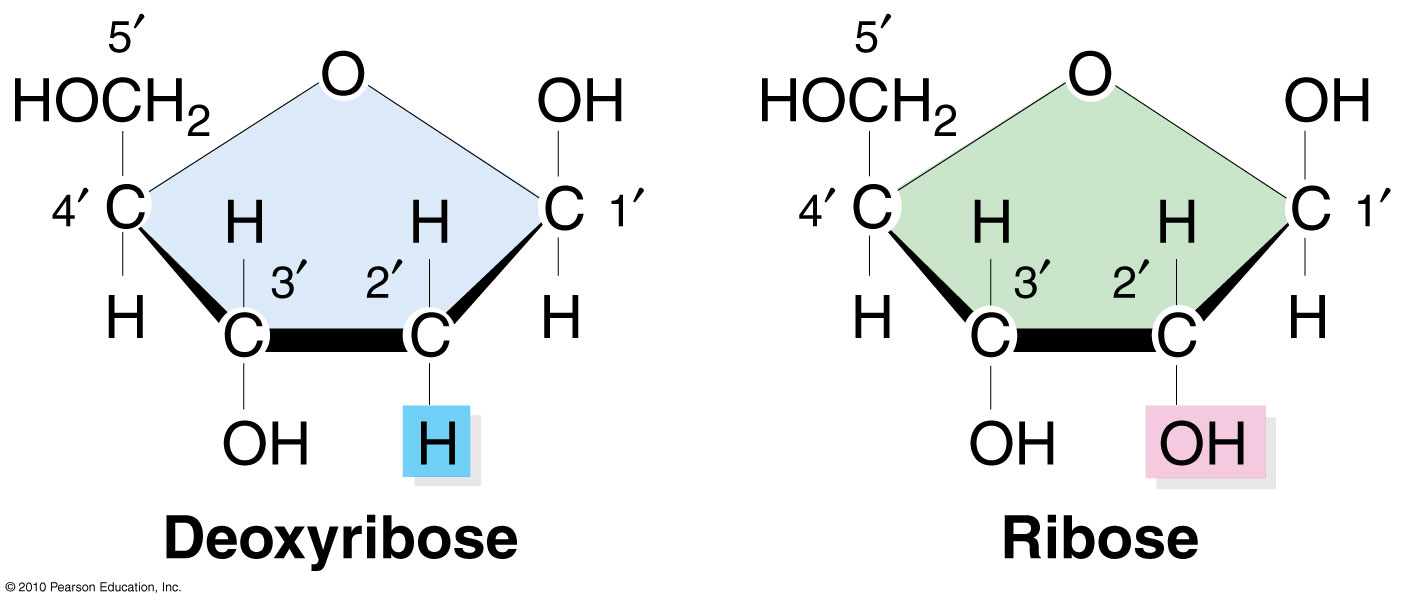 5′ 5′
HOCH2 O OH HOCH2 O OH
4′ C H H C 1′ 4′ C H H C 1′
3′ 2′ 3′ 2′
H C C H H C C H
OH H OH OH
Deoxyribose Ribose
© 2010 Pearson Education, Inc.